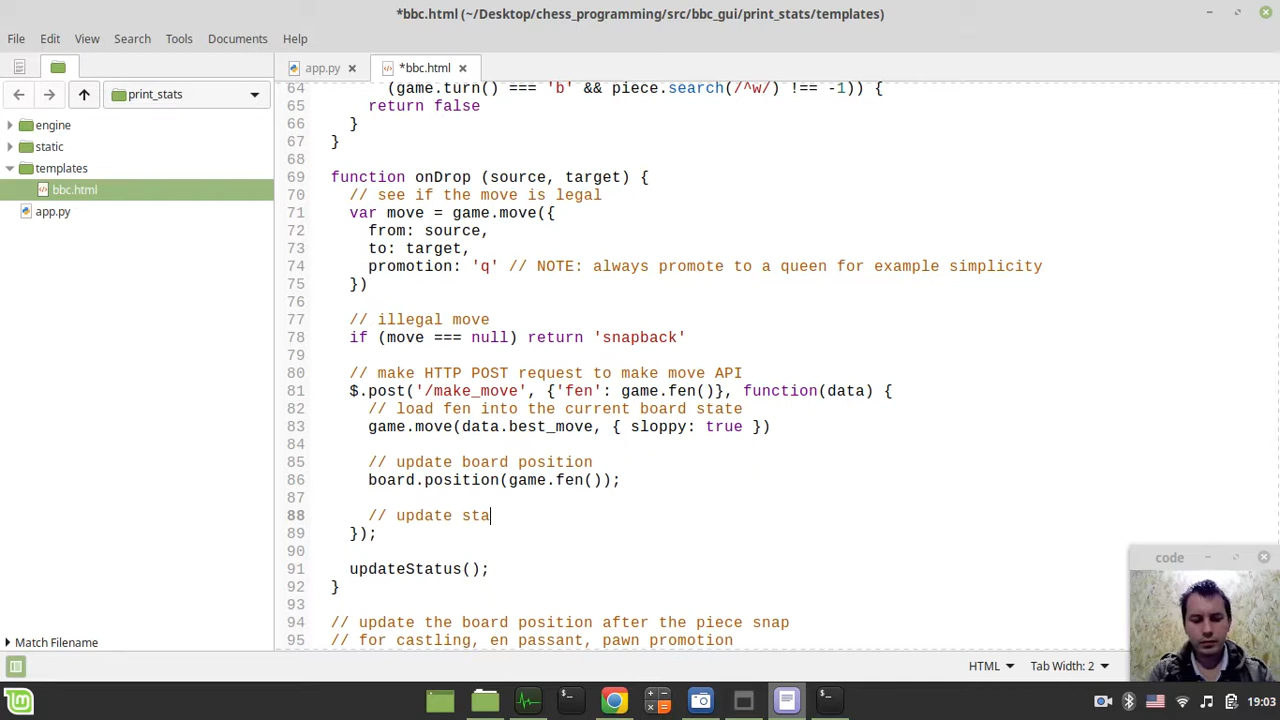 *bbc.html (~/Desktop/chess_programming/src/bbc_gui/print_stats/templates)
File Edit View Search Tools Documents Help
app.py
*bbc.html
print_stats
engine
static
templates
bbc.html
app.py
64 (game.turn() === 'b' && piece.search(/^w/) !== -1)) {
65 return false
66 }
67 }
68
69 function onDrop (source, target) {
70 // see if the move is legal
71 var move = game.move({
72 from: source,
73 to: target,
74 promotion: 'q' // NOTE: always promote to a queen for example simplicity
75 })
76
77 // illegal move
78 if (move === null) return 'snapback'
79
80 // make HTTP POST request to make move API
81 $.post('/make_move', {'fen': game.fen()}, function(data) {
82 // load fen into the current board state
83 game.move(data.best_move, { sloppy: true })
84
85 // update board position
86 board.position(game.fen());
87
88 // update sta
89 });
90
91 updateStatus();
92 }
93
94 // update the board position after the piece snap
95 // for castling, en passant, pawn promotion
code
Match Filename
HTML
Tab Width: 2
19:03